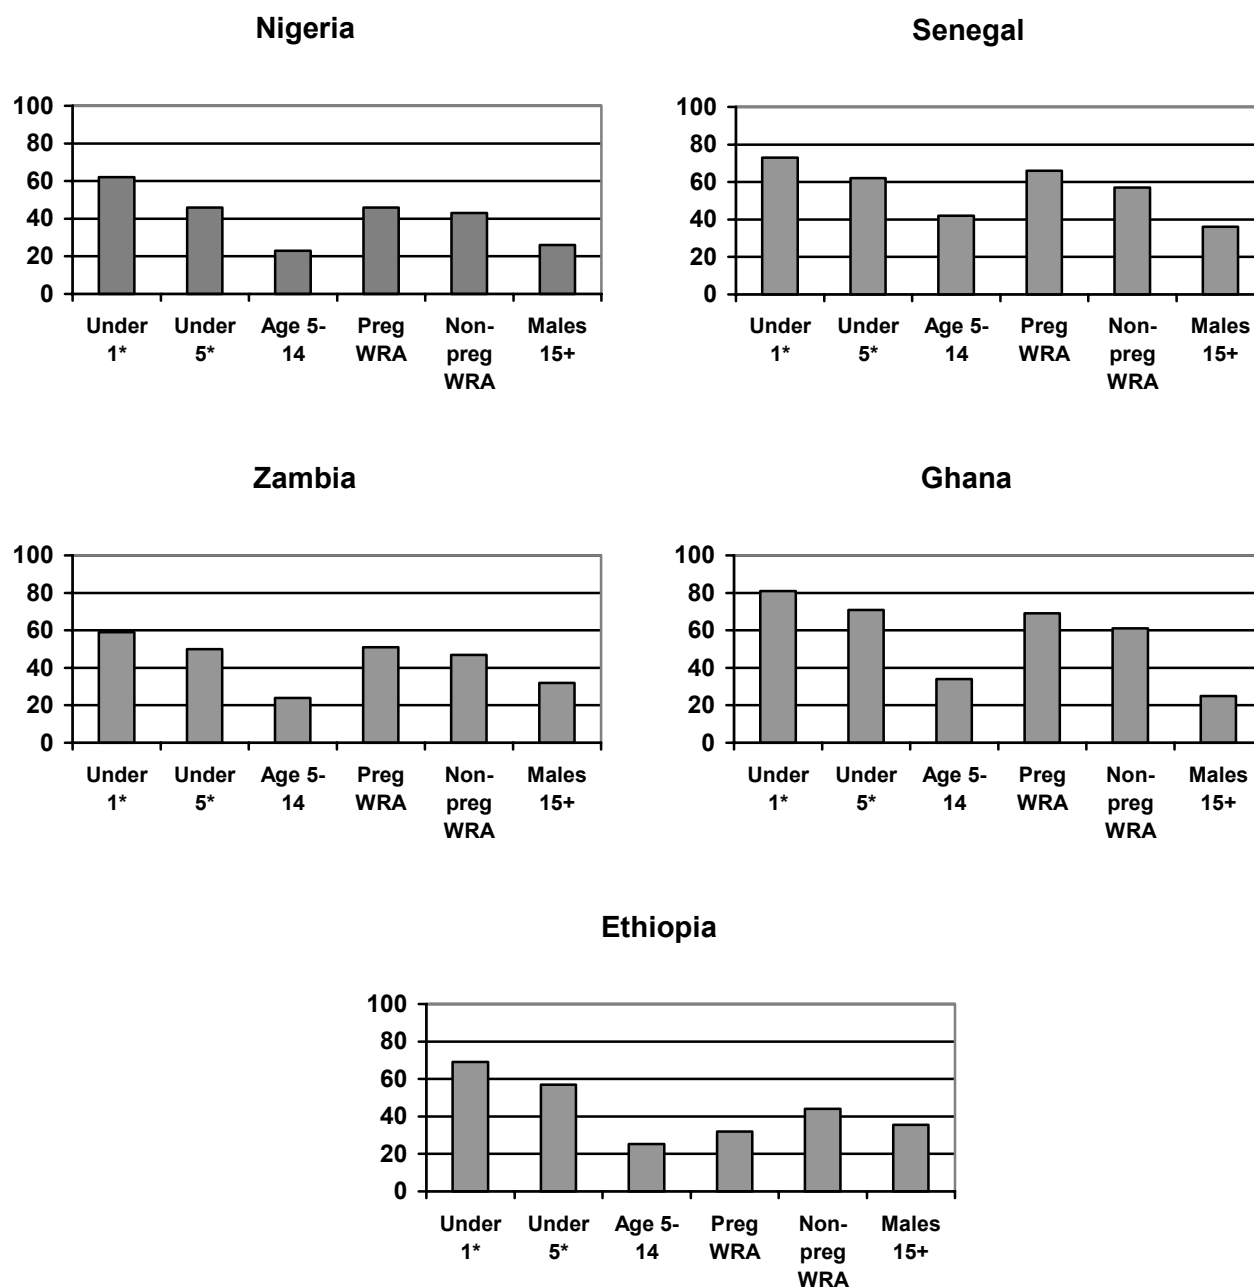 Nigeria
100
80
60
40
20
0
Under Under Age 5- Preg Non- Males
1* 5* 14 WRA preg 15+
WRA
Senegal
100
80
60
40
20
0
Under Under Age 5- Preg Non- Males
1* 5* 14 WRA preg 15+
WRA
Zambia
100
80
60
40
20
0
Under Under Age 5- Preg Non- Males
1* 5* 14 WRA preg 15+
WRA
Ghana
100
80
60
40
20
0
Under Under Age 5- Preg Non- Males
1* 5* 14 WRA preg 15+
WRA
Ethiopia
100
80
60
40
20
0
Under Under Age 5- Preg Non- Males
1* 5* 14 WRA preg 15+
WRA